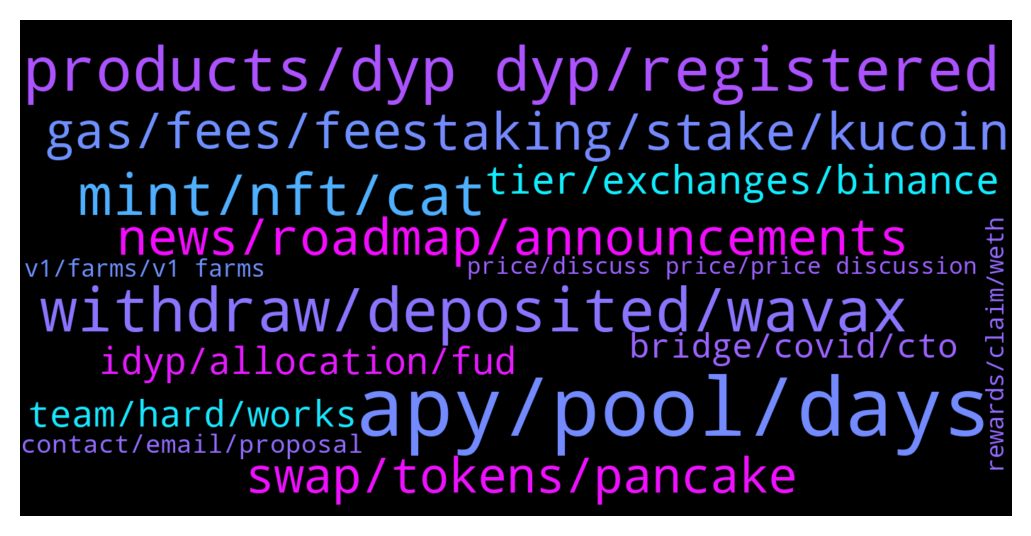 products/dyp dyp/registered
gas/fees/fee
staking/stake/kucoin
mint/nft/cat
tier/exchanges/binance
news/roadmap/announcements
v1/farms/v1 farms
price/discuss price/price discussion
withdraw/deposited/wavax
rewards/claim/weth
idyp/allocation/fud
bridge/covid/cto
apy/pool/days
team/hard/works
contact/email/proposal
swap/tokens/pancake